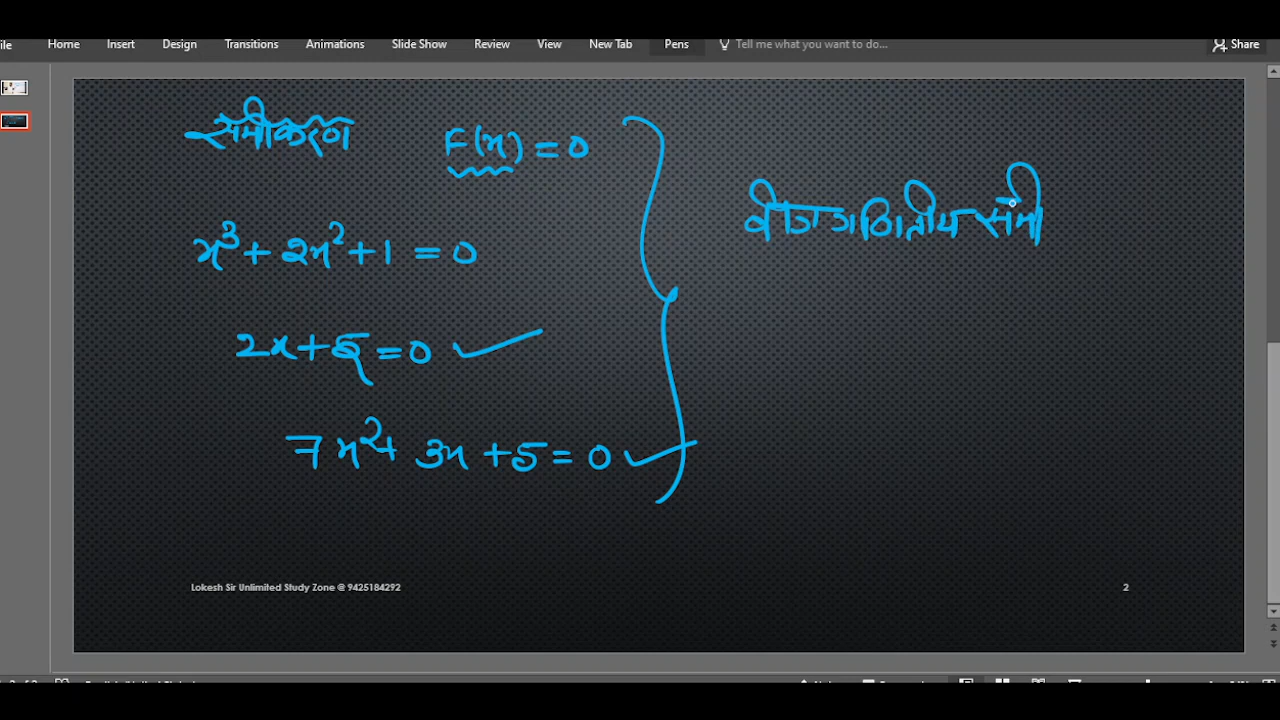 File Home Insert Design Transitions Animations Slide Show Review View New Tab Pens Tell me what you want to do... Share
समीकरण F(x) = 0
x³ + 2x² + 1 = 0
2x + 5 = 0 ✓
7x² + 3x + 5 = 0 ✓
बीजगणितीय समी
Lokesh Sir Unlimited Study Zone @ 9425184292 2